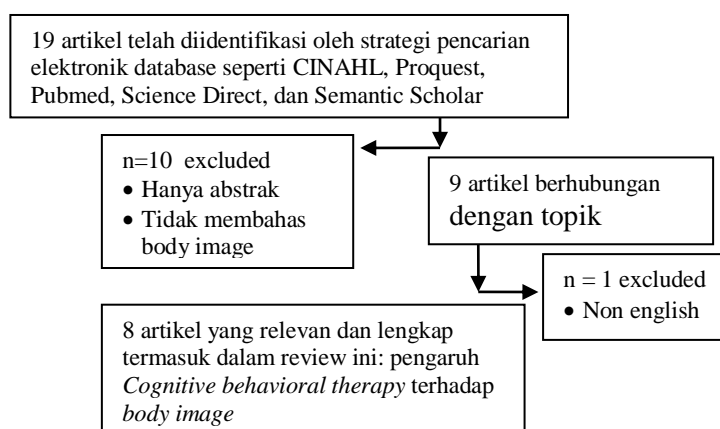 19 artikel telah diidentifikasi oleh strategi pencarian
elektronik database seperti CINAHL, Proquest,
Pubmed, Science Direct, dan Semantic Scholar
n=10 excluded
• Hanya abstrak
• Tidak membahas
body image
9 artikel berhubungan
dengan topik
n = 1 excluded
• Non english
8 artikel yang relevan dan lengkap
termasuk dalam review ini: pengaruh
Cognitive behavioral therapy terhadap
body image